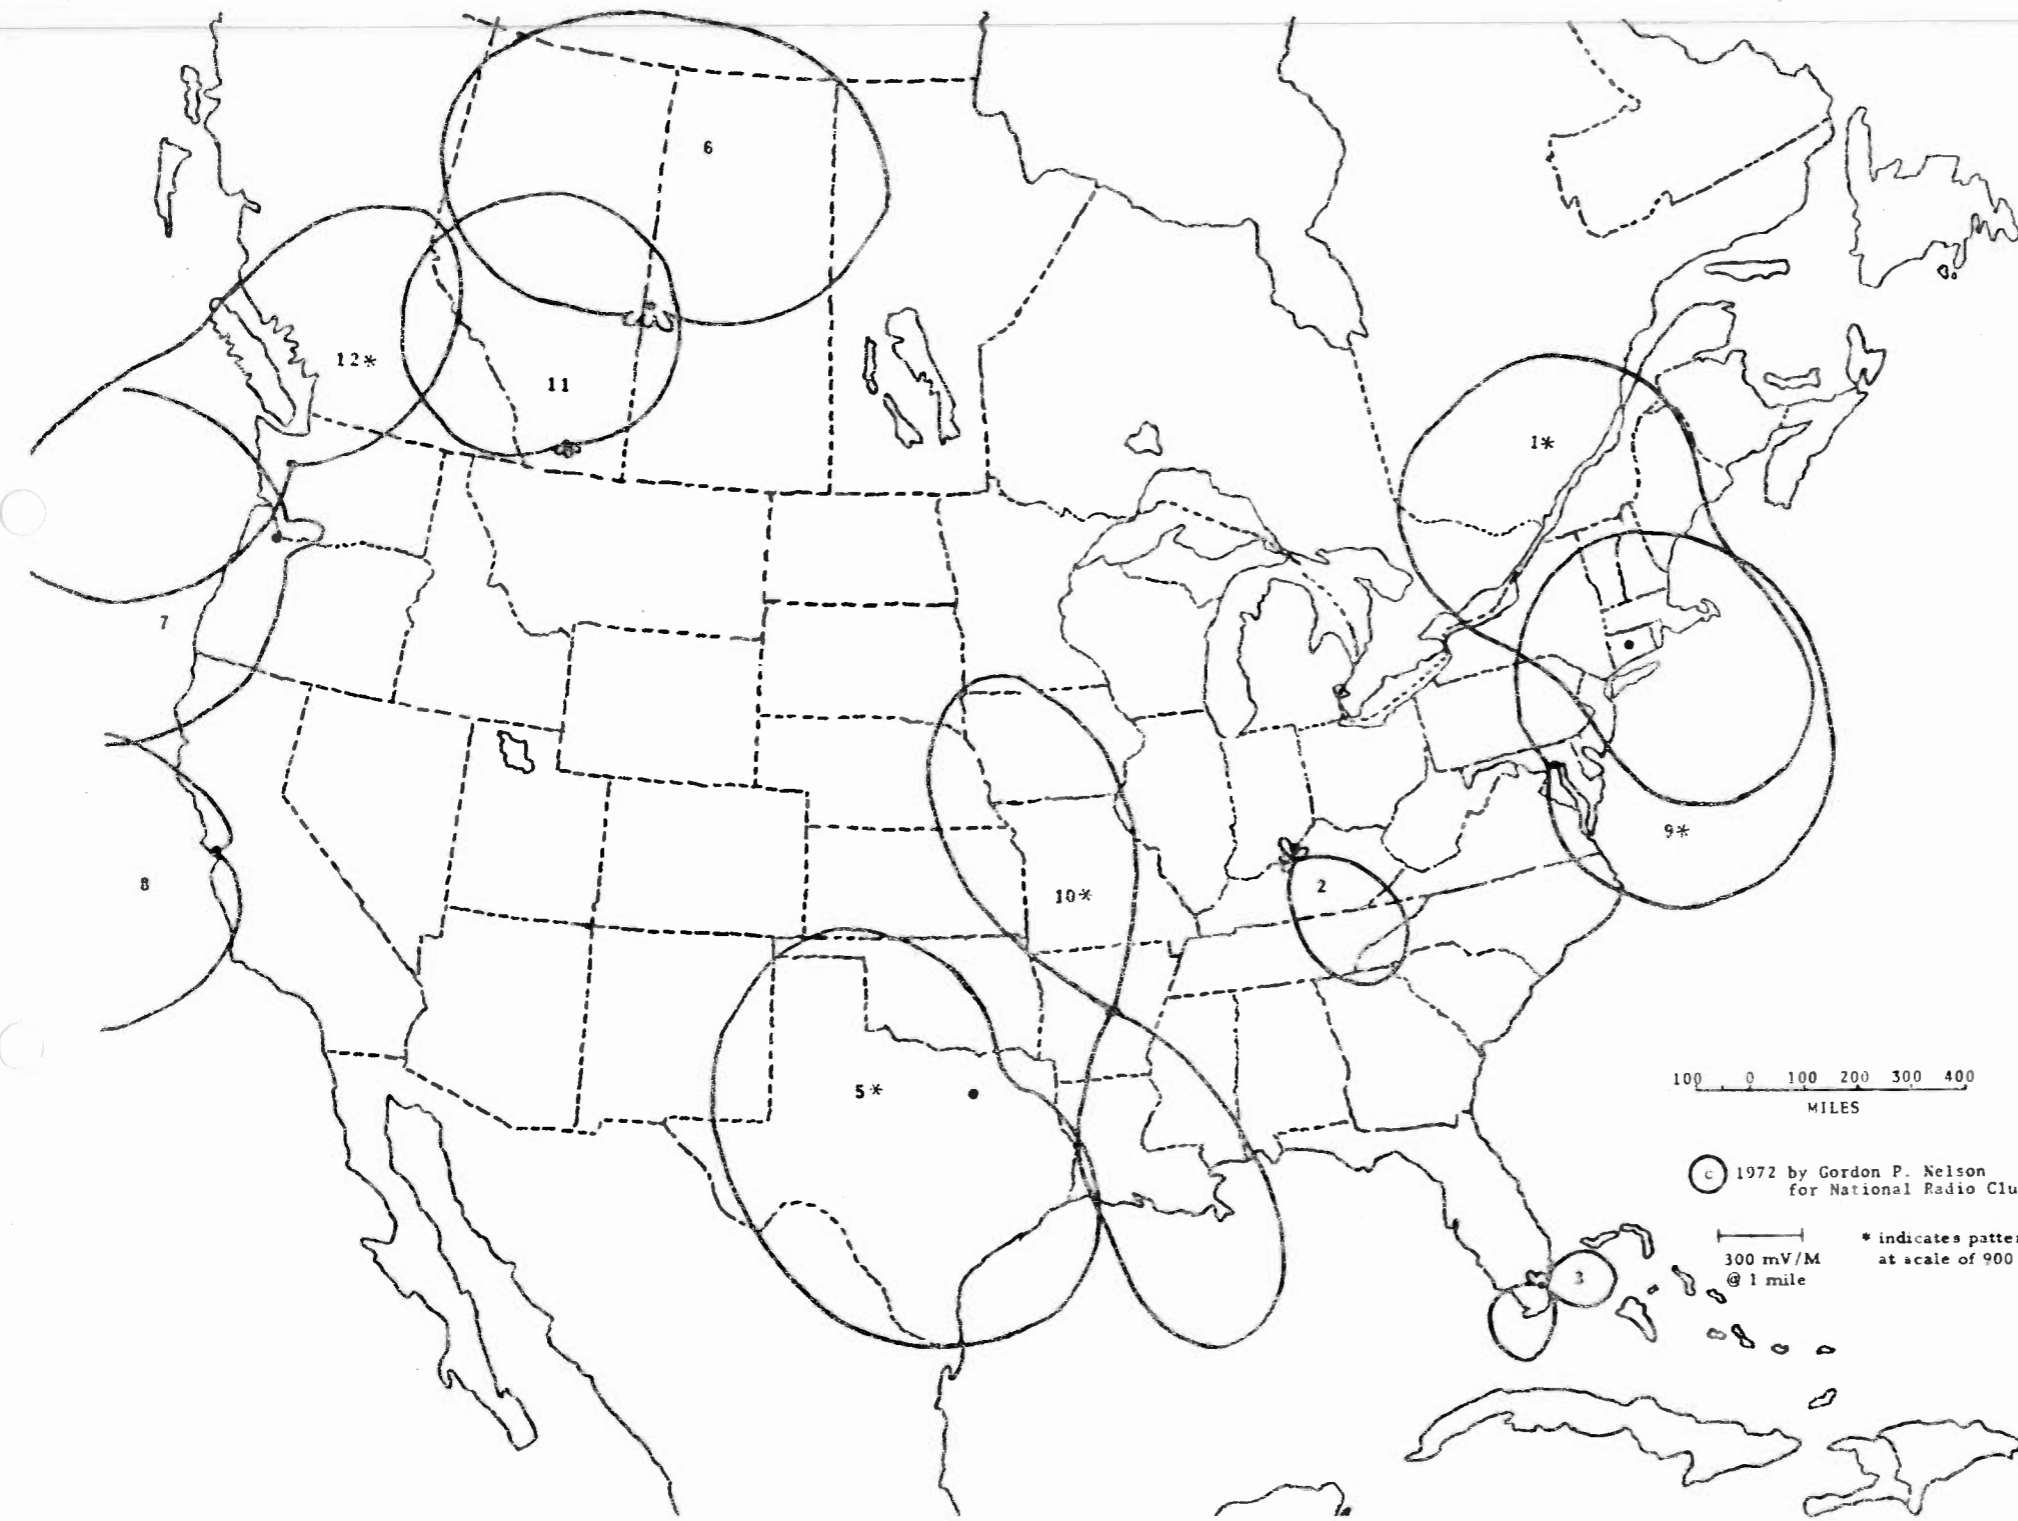 6
12*
11
1*
7
9*
8
2
10*
5*
100 0 100 200 300 400
MILES
c 1972 by Gordon P. Nelson
for National Radio Clu
300 mV/M
@ 1 mile
* indicates patte
at scale of 900
3